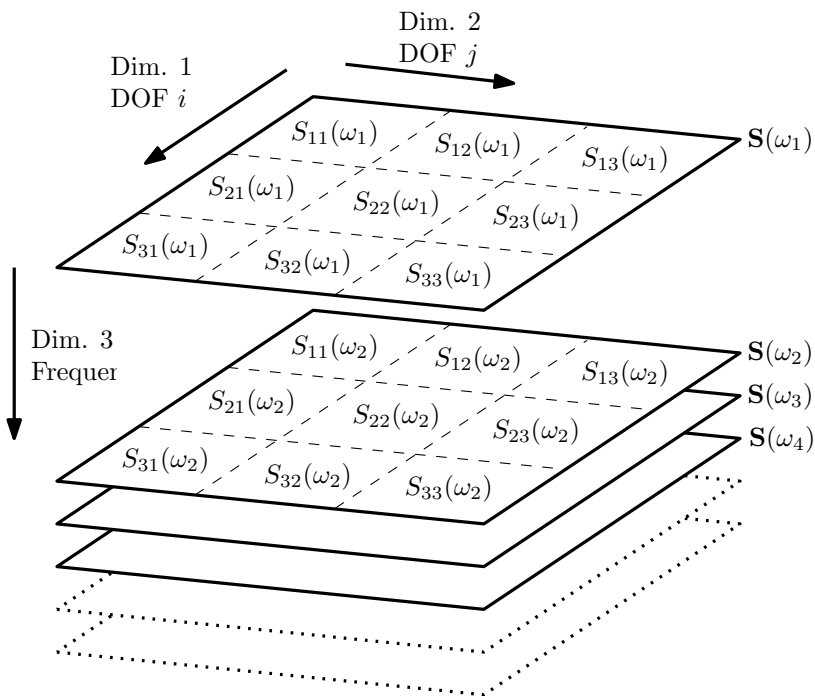 Dim. 2
DOF j
Dim. 1
DOF i
S₁₁(ω₁) S₁₂(ω₁) S₁₃(ω₁) 𝐒(ω₁)
S₂₁(ω₁) S₂₂(ω₁) S₂₃(ω₁)
S₃₁(ω₁) S₃₂(ω₁) S₃₃(ω₁)
Dim. 3
Frequen
S₁₁(ω₂) S₁₂(ω₂) S₁₃(ω₂) 𝐒(ω₂)
S₂₁(ω₂) S₂₂(ω₂) S₂₃(ω₂) 𝐒(ω₃)
S₃₁(ω₂) S₃₂(ω₂) S₃₃(ω₂) 𝐒(ω₄)